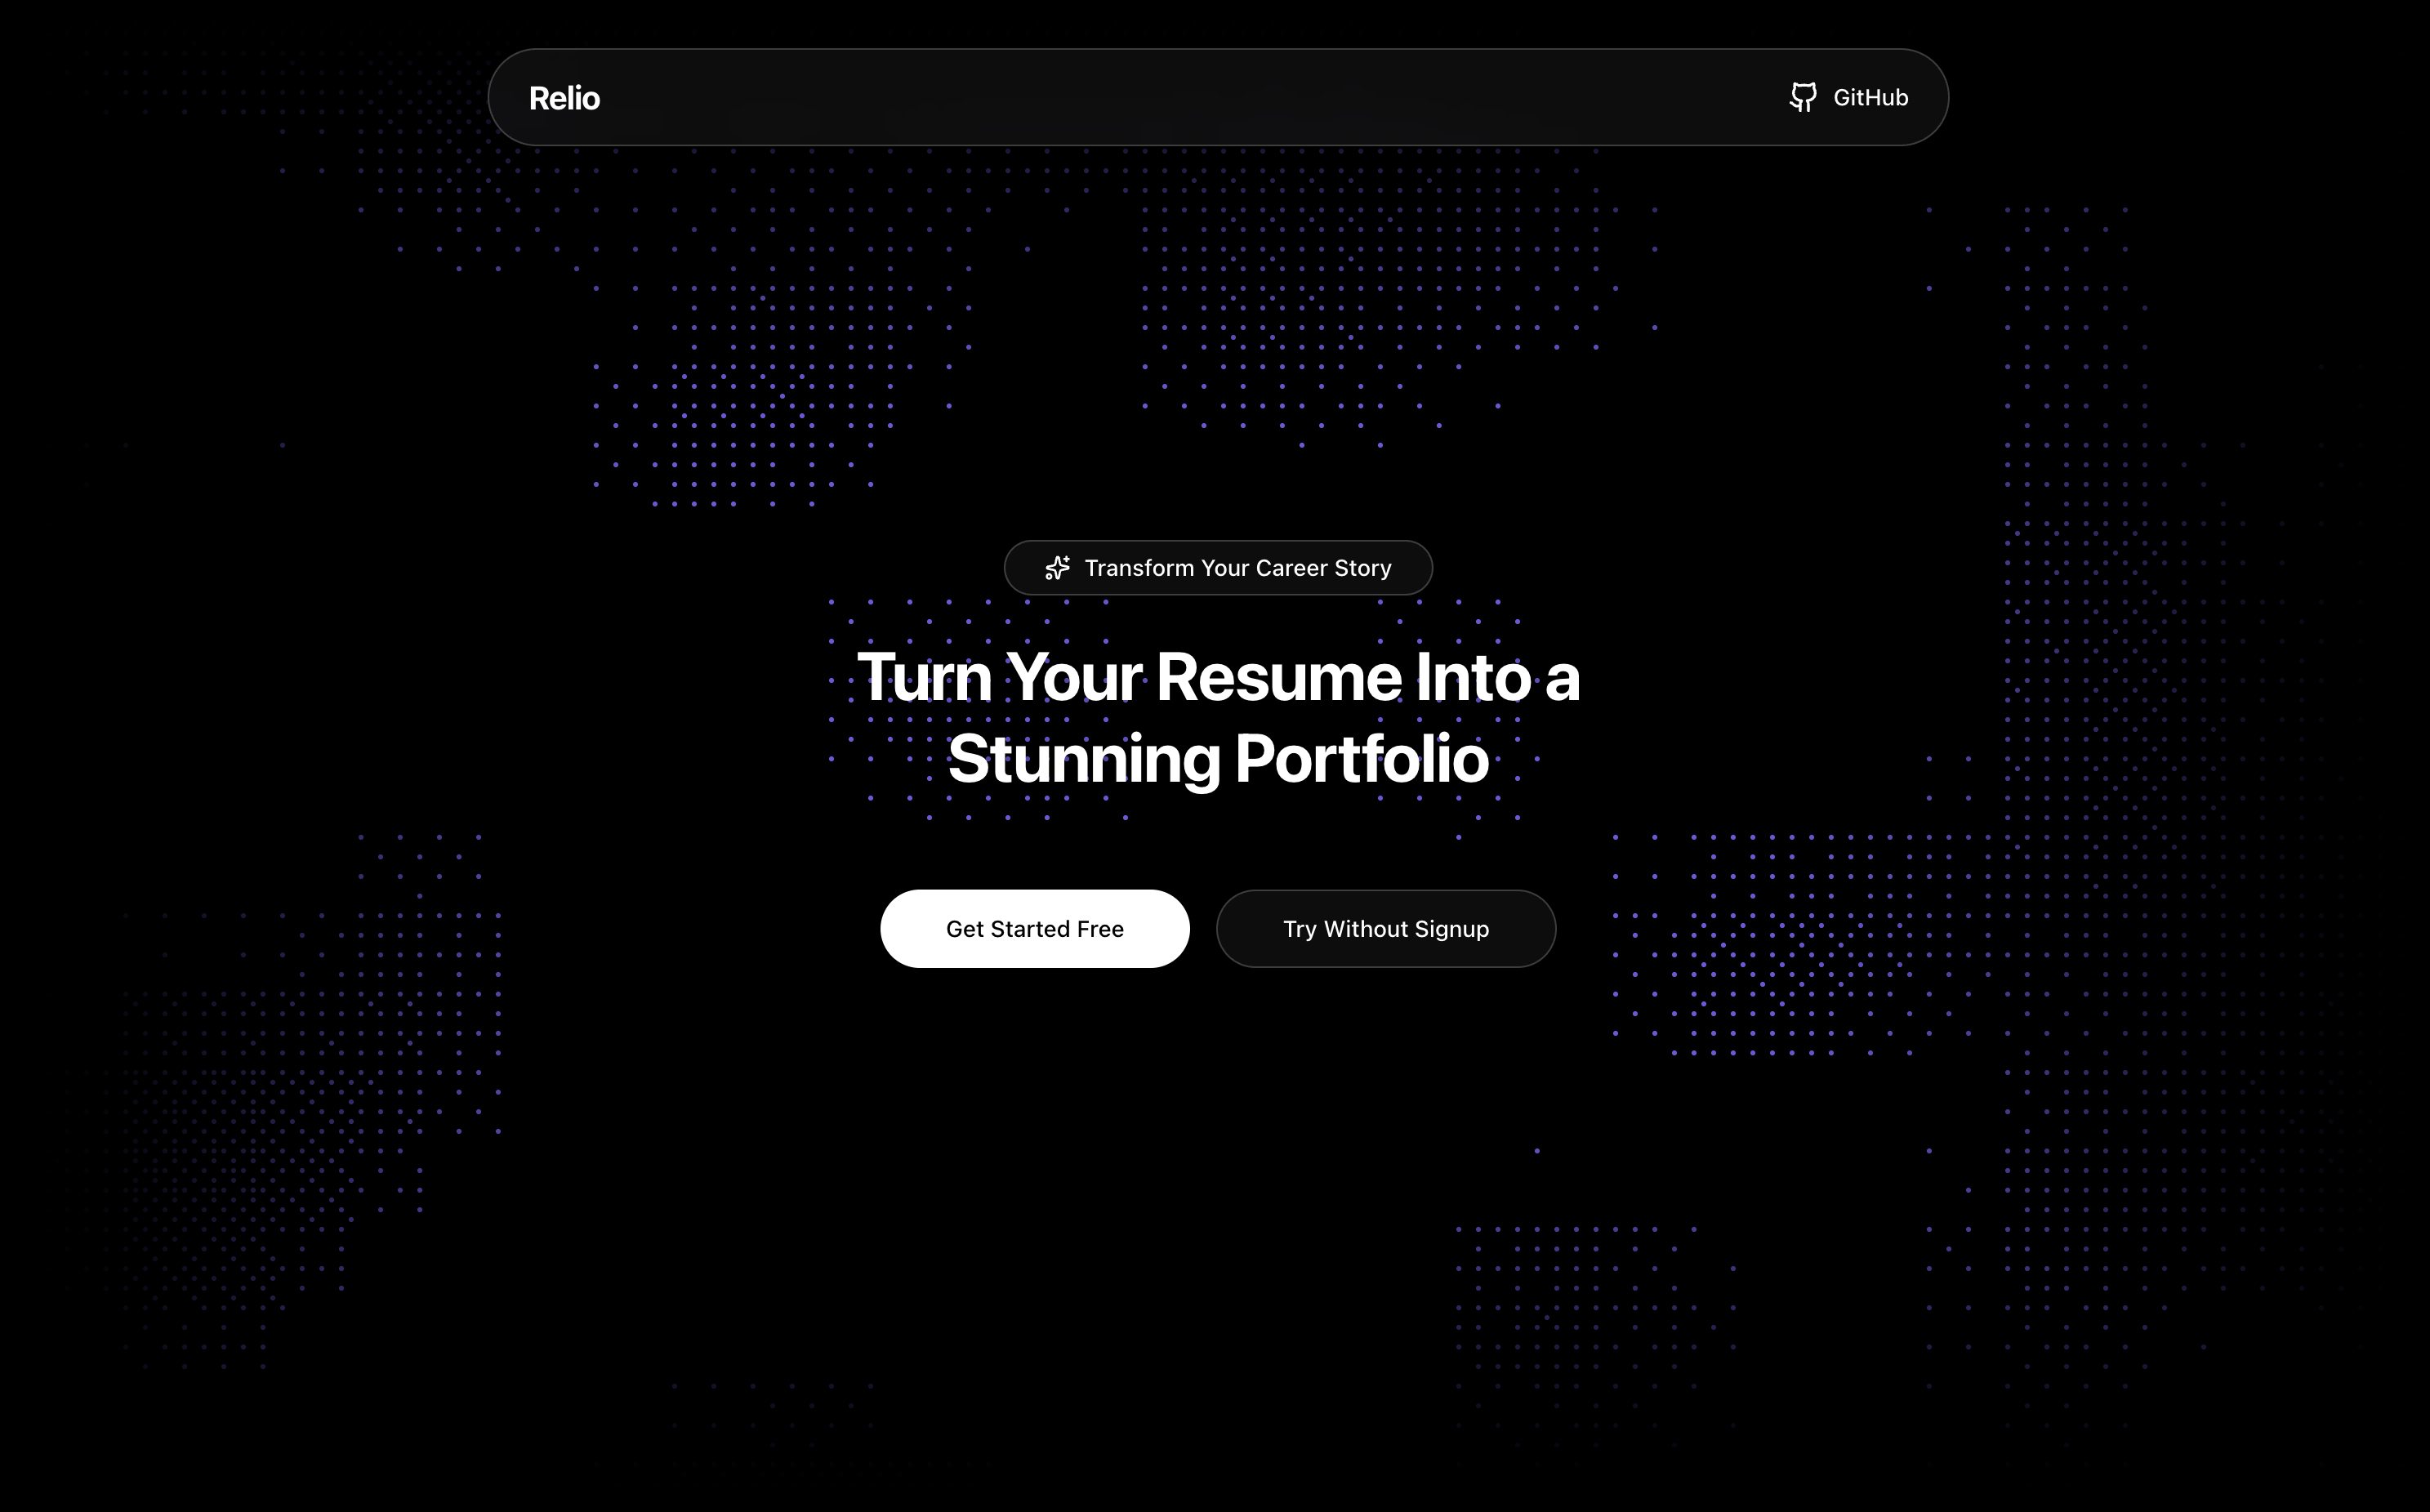 Relio
GitHub
Transform Your Career Story
Turn Your Resume Into a
Stunning Portfolio
Get Started Free
Try Without Signup